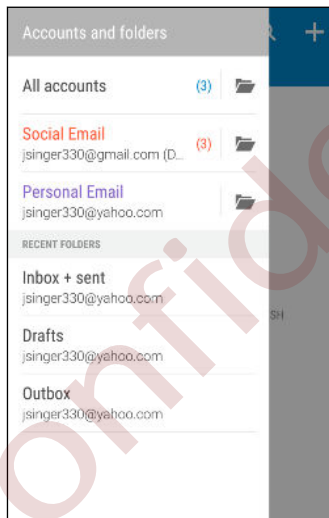 Accounts and folders
All accounts (3)
Social Email (3)
jsinger330@gmail.com (D...
Personal Email
jsinger330@yahoo.com
RECENT FOLDERS
Inbox + sent
jsinger330@yahoo.com
Drafts
jsinger330@yahoo.com
Outbox
jsinger330@yahoo.com
SH
onfide